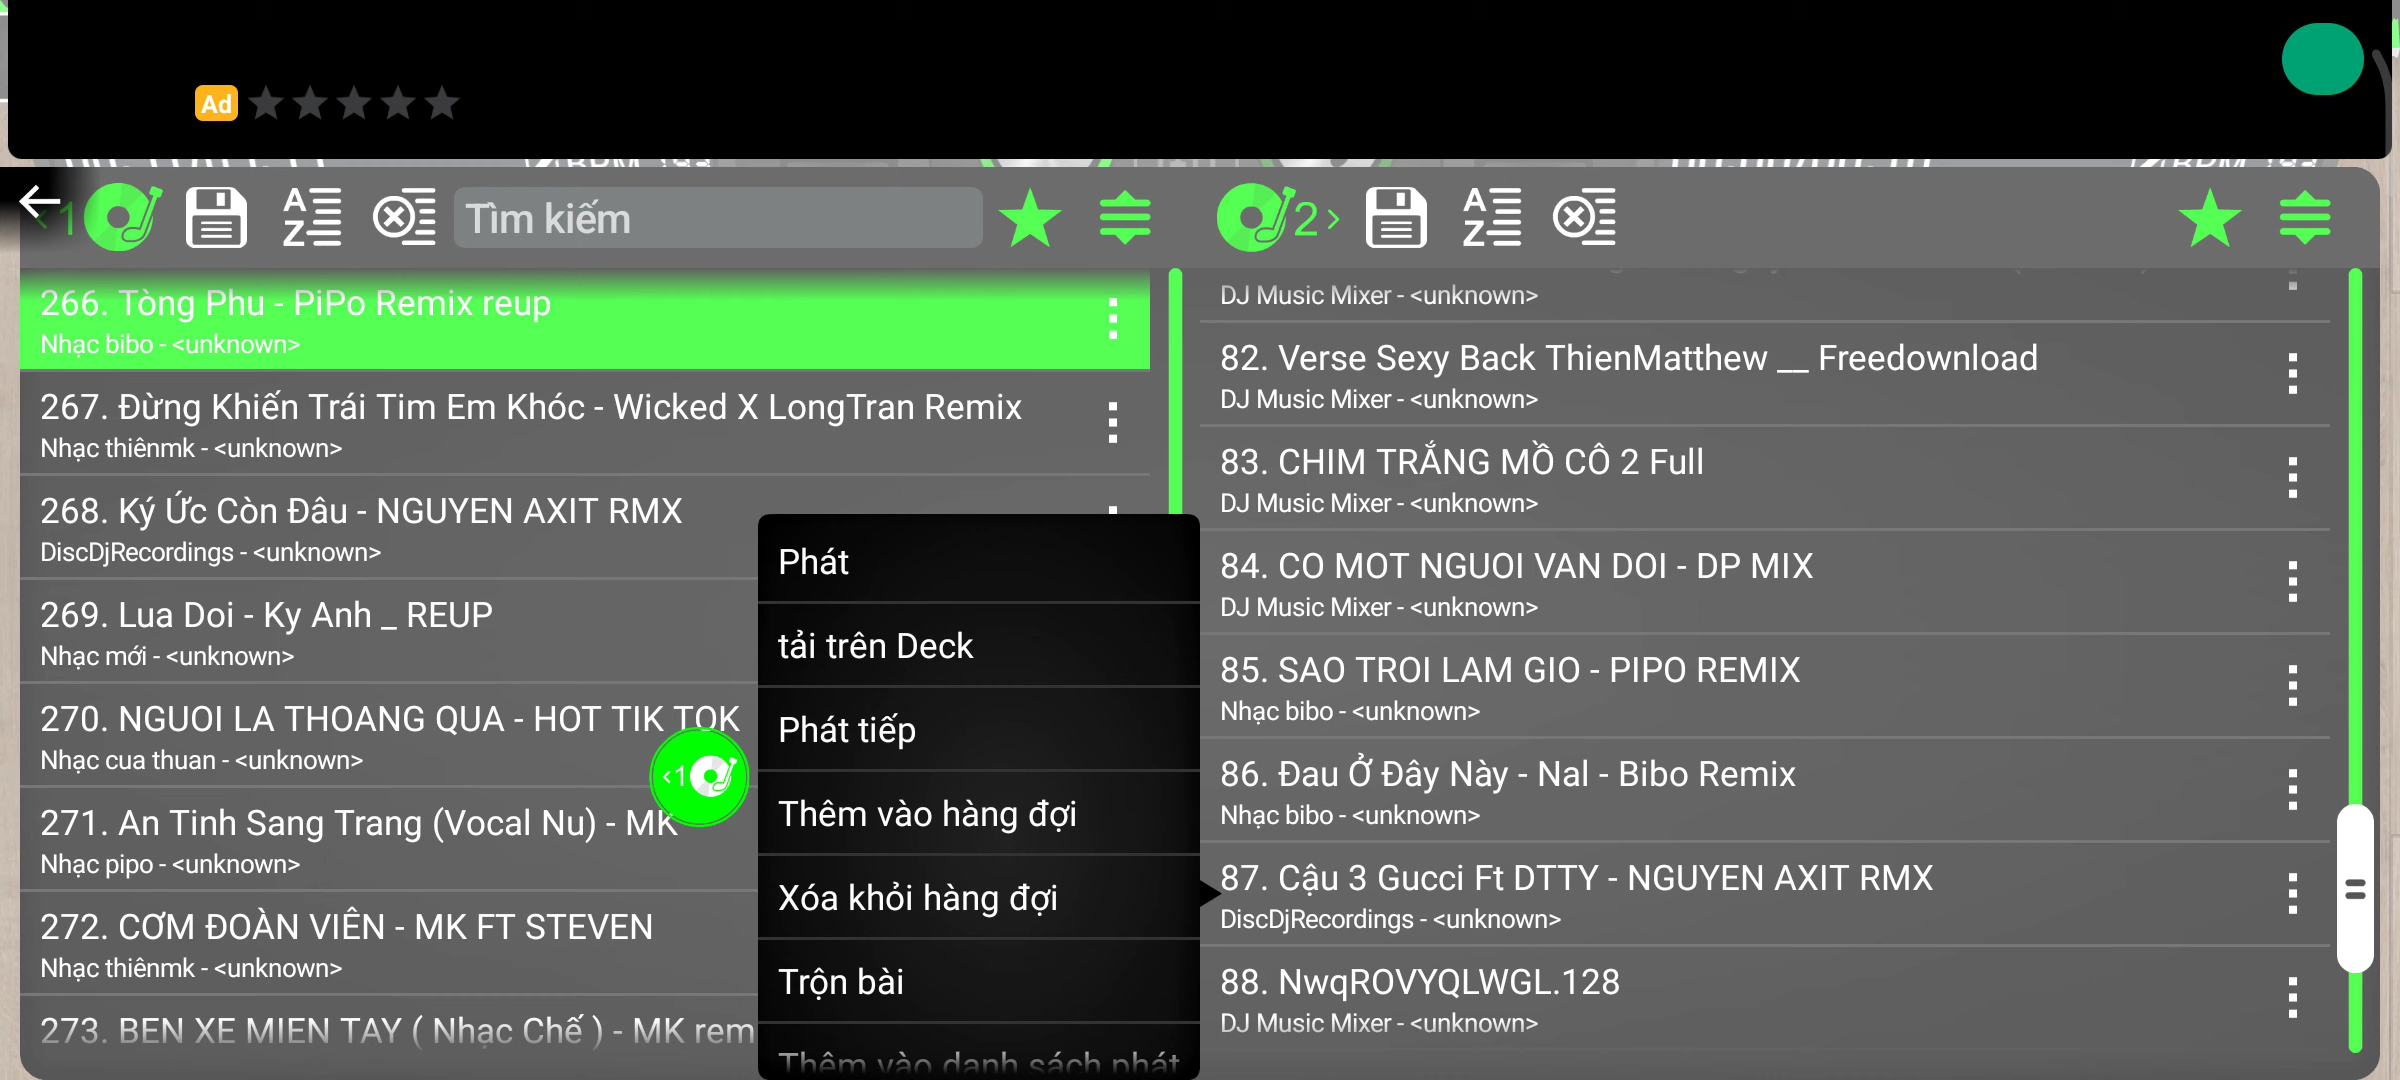 Ad
<1
Tìm kiếm
2>
266. Tòng Phu - PiPo Remix reup
Nhạc bibo - <unknown>
267. Đừng Khiến Trái Tim Em Khóc - Wicked X LongTran Remix
Nhạc thiênmk - <unknown>
268. Ký Ức Còn Đâu - NGUYEN AXIT RMX
DiscDjRecordings - <unknown>
269. Lua Doi - Ky Anh _ REUP
Nhạc mới - <unknown>
270. NGUOI LA THOANG QUA - HOT TIK TOK
Nhạc cua thuan - <unknown>
<1
271. An Tinh Sang Trang (Vocal Nu) - MK
Nhạc pipo - <unknown>
272. CƠM ĐOÀN VIÊN - MK FT STEVEN
Nhạc thiênmk - <unknown>
273. BEN XE MIEN TAY ( Nhạc Chế ) - MK rem
Phát
tải trên Deck
Phát tiếp
Thêm vào hàng đợi
Xóa khỏi hàng đợi
Trộn bài
Thêm vào danh sách phát
DJ Music Mixer - <unknown>
82. Verse Sexy Back ThienMatthew __ Freedownload
DJ Music Mixer - <unknown>
83. CHIM TRẮNG MỒ CÔ 2 Full
DJ Music Mixer - <unknown>
84. CO MOT NGUOI VAN DOI - DP MIX
DJ Music Mixer - <unknown>
85. SAO TROI LAM GIO - PIPO REMIX
Nhạc bibo - <unknown>
86. Đau Ở Đây Này - Nal - Bibo Remix
Nhạc bibo - <unknown>
87. Cậu 3 Gucci Ft DTTY - NGUYEN AXIT RMX
DiscDjRecordings - <unknown>
88. NwqROVYQLWGL.128
DJ Music Mixer - <unknown>